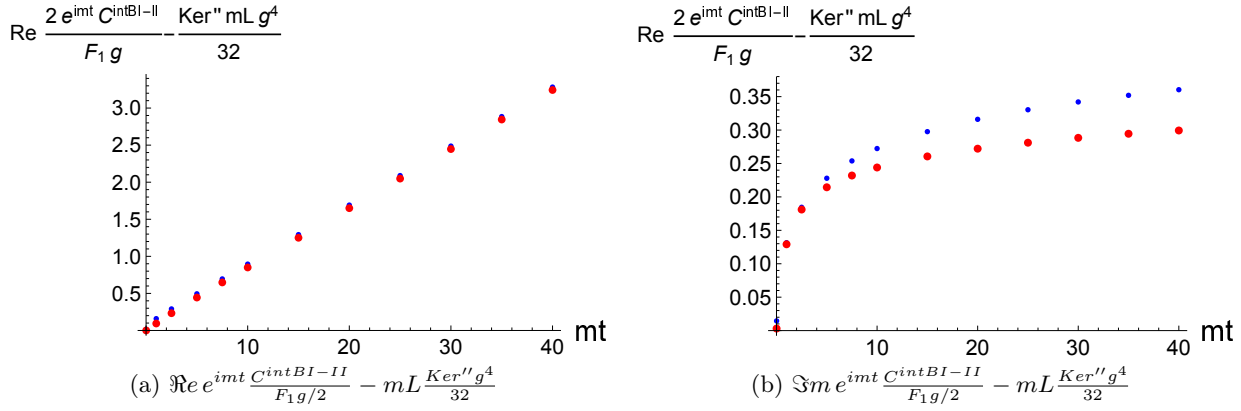 Re 2 e^{imt} C^{intBI-II} / F_1 g - Ker'' mL g^4 / 32
3.0
2.5
2.0
1.5
1.0
0.5
10 20 30 40 mt
(a) ℜe e^{imt} C^{intBI-II} / F_1 g/2 - mL Ker'' g^4 / 32
Re 2 e^{imt} C^{intBI-II} / F_1 g - Ker'' mL g^4 / 32
0.35
0.30
0.25
0.20
0.15
0.10
0.05
10 20 30 40 mt
(b) ℑm e^{imt} C^{intBI-II} / F_1 g/2 - mL Ker'' g^4 / 32